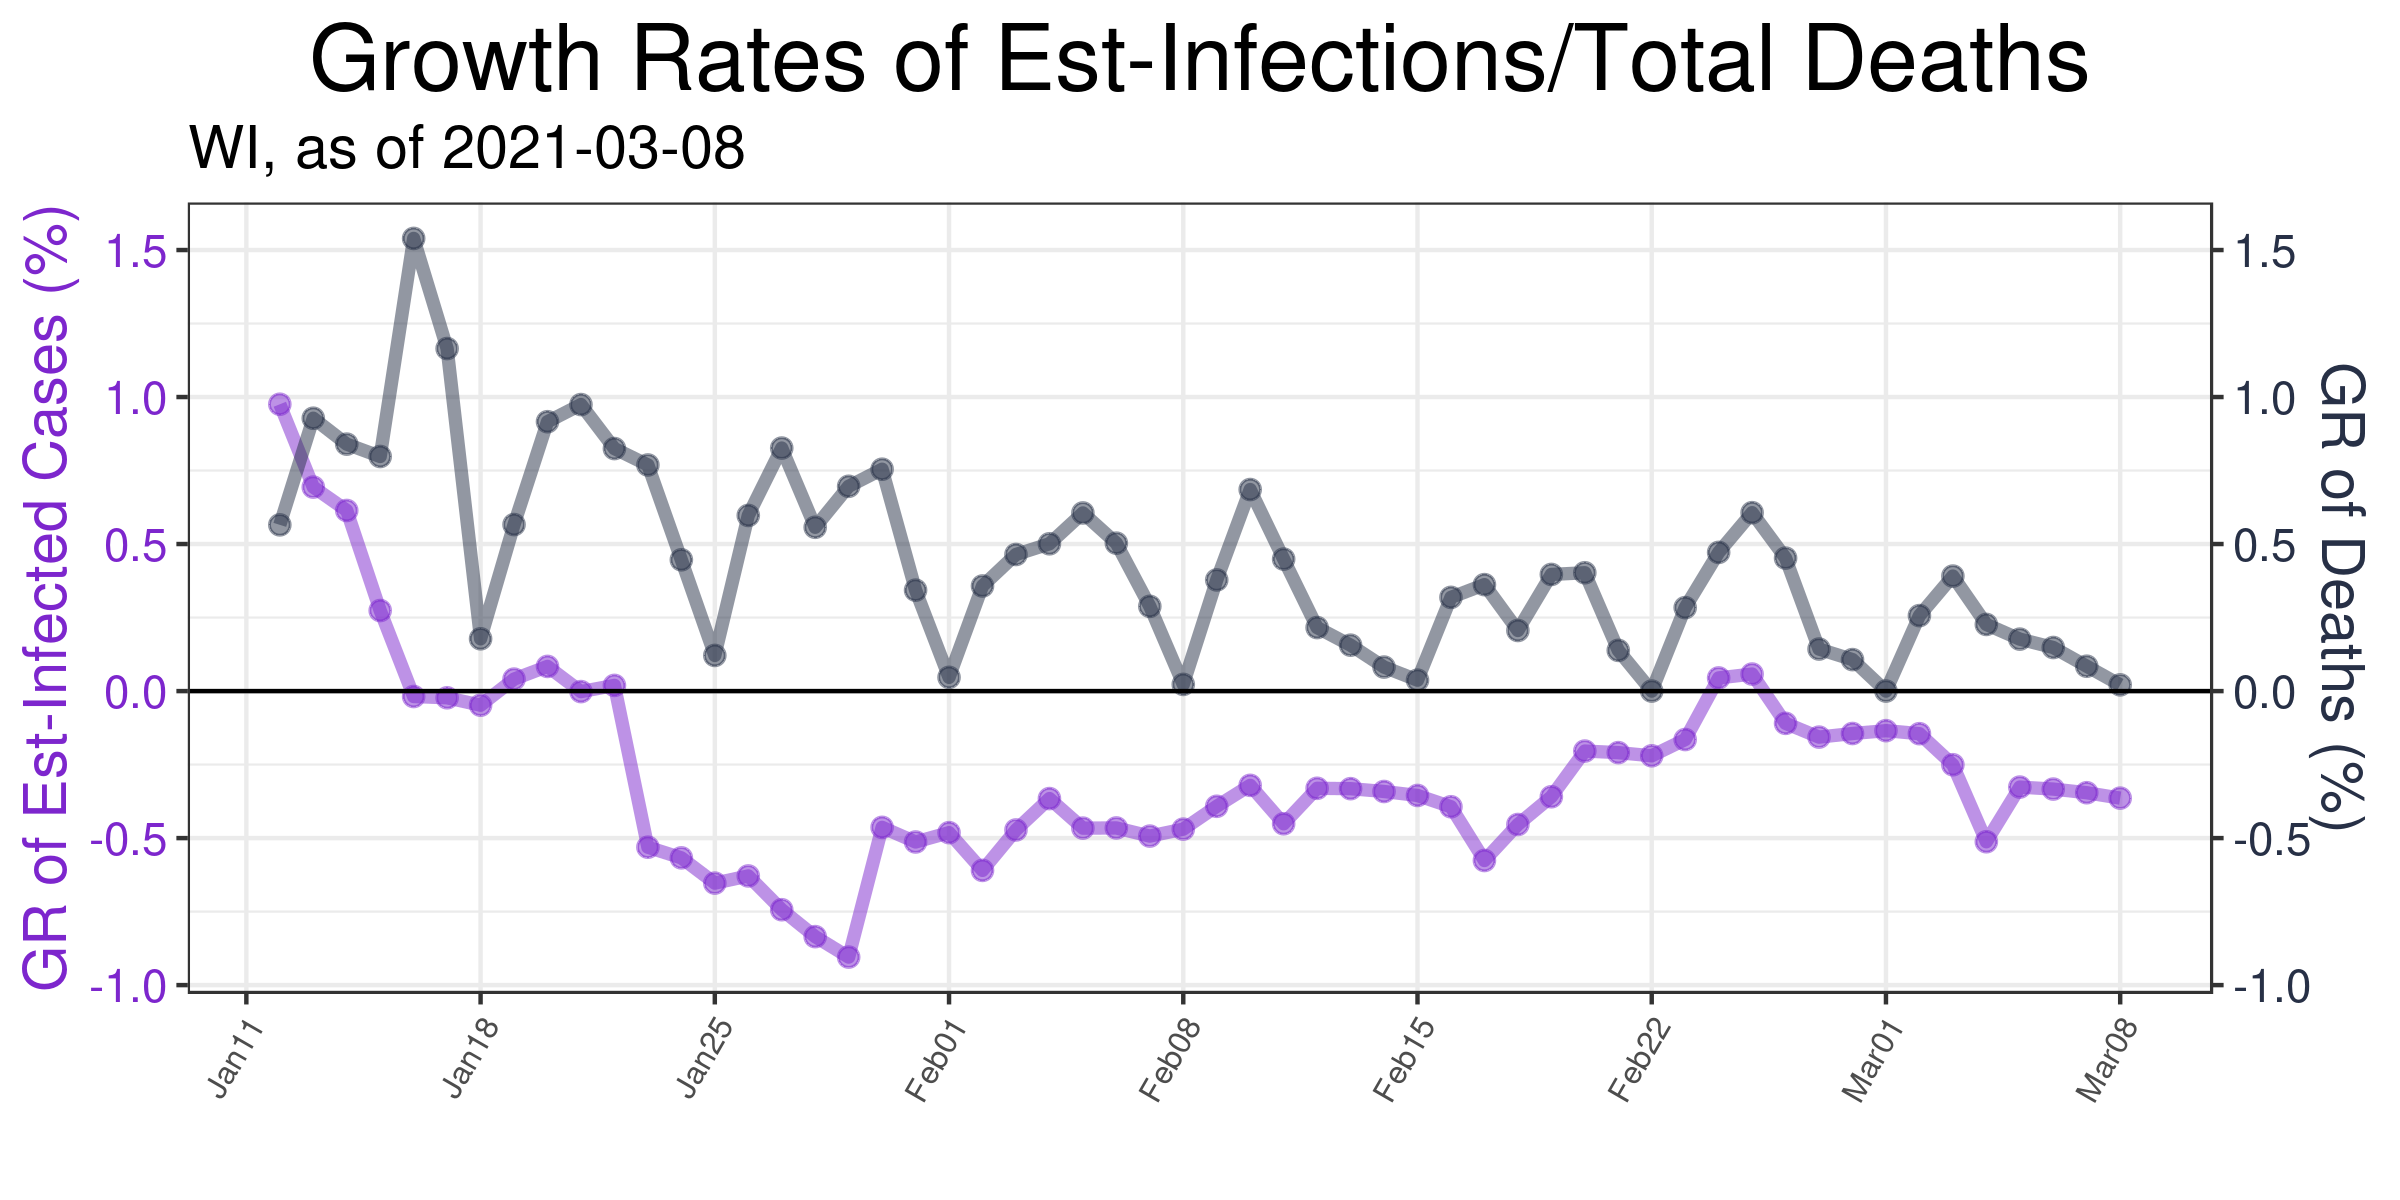 Growth Rates of Est-Infections/Total Deaths
WI, as of 2021-03-08
GR of Est-Infected Cases (%)
1.5
1.0
0.5
0.0
-0.5
-1.0
1.5
1.0
0.5
0.0
-0.5
-1.0
GR of Deaths (%)
Jan11
Jan18
Jan25
Feb01
Feb08
Feb15
Feb22
Mar01
Mar08